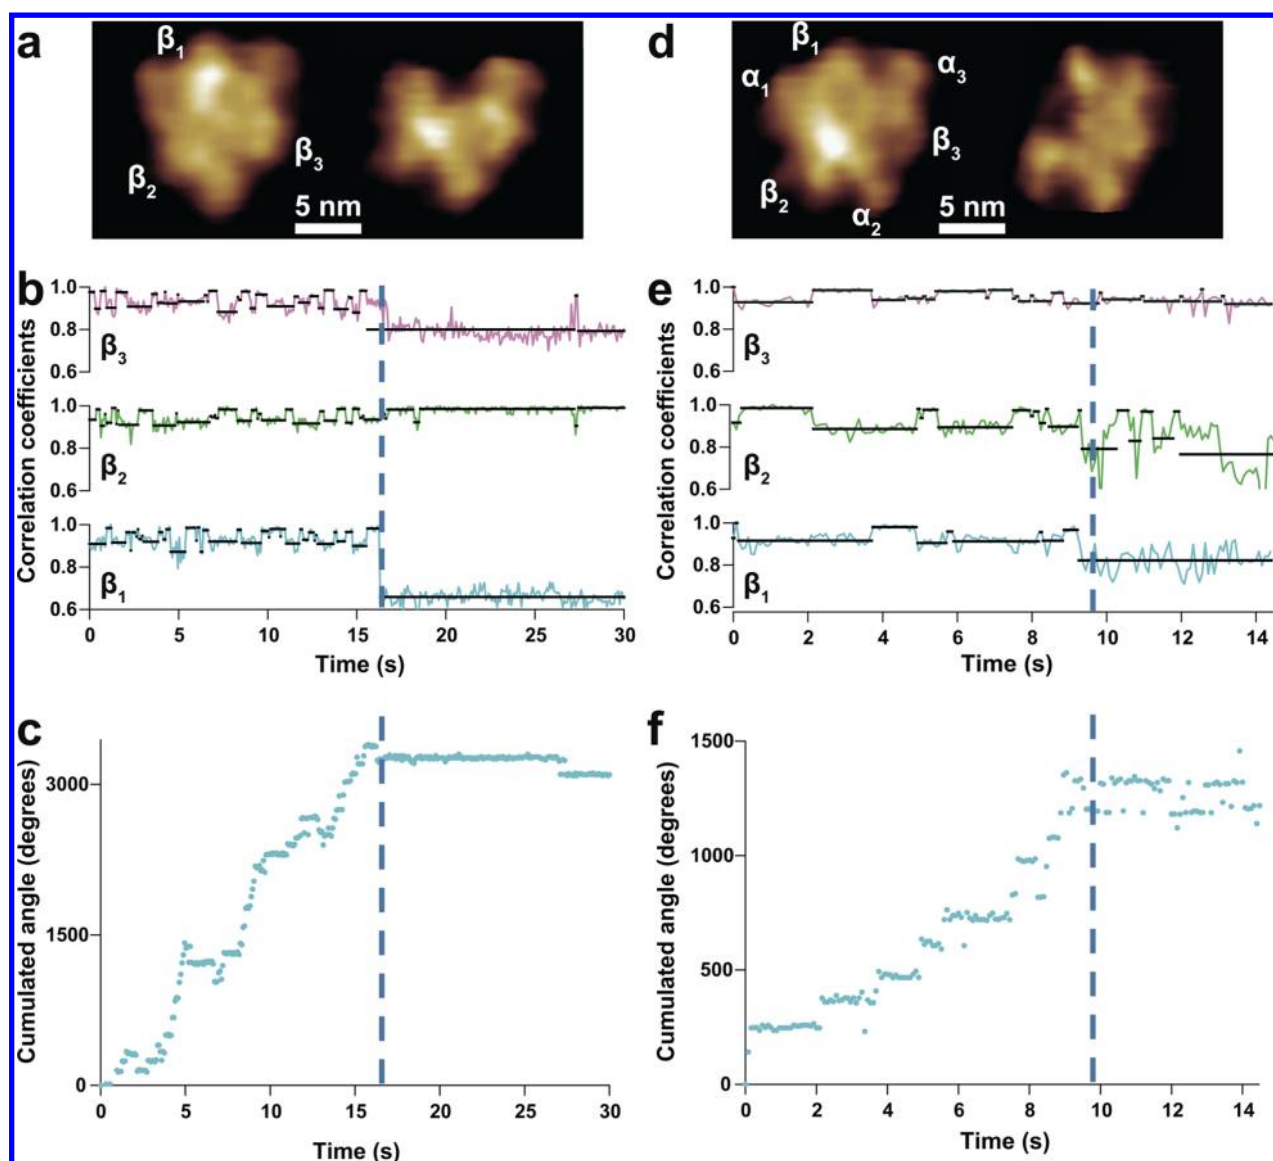 a
β1
β2
β3
5 nm
d
β1
α1
α3
β3
β2
α2
5 nm
b
Correlation coefficients
1.0
0.8
0.6
β3
1.0
0.8
0.6
β2
1.0
0.8
0.6
β1
0 5 10 15 20 25 30
Time (s)
e
Correlation coefficients
1.0
0.8
0.6
β3
1.0
0.8
0.6
β2
1.0
0.8
0.6
β1
0 2 4 6 8 10 12 14
Time (s)
c
Cumulated angle (degrees)
3000
1500
0
0 5 10 15 20 25 30
Time (s)
f
Cumulated angle (degrees)
1500
1000
500
0
0 2 4 6 8 10 12 14
Time (s)